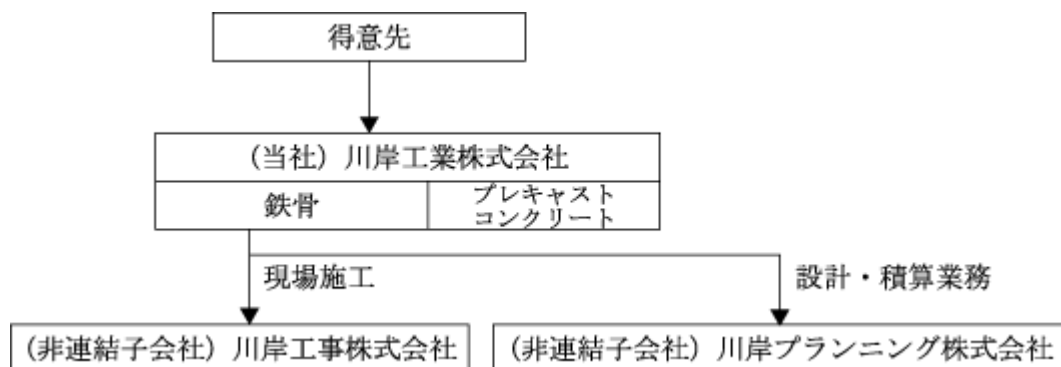 得意先
(当社) 川岸工業株式会社
鉄骨
プレキャスト
コンクリート
現場施工
設計・積算業務
(非連結子会社) 川岸工事株式会社
(非連結子会社) 川岸プランニング株式会社